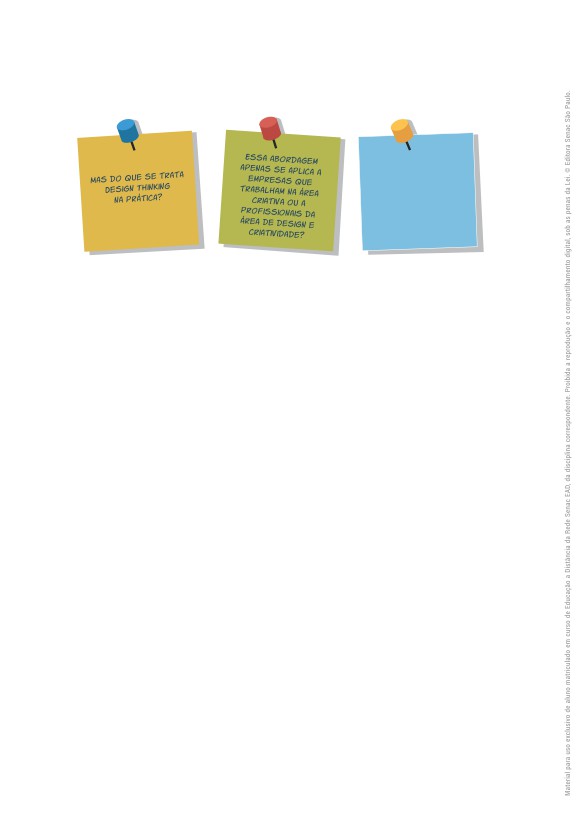 MAS DO QUE SE TRATA
DESIGN THINKING
NA PRÁTICA?
ESSA ABORDAGEM
APENAS SE APLICA A
EMPRESAS QUE
TRABALHAM NA ÁREA
CRIATIVA OU A
PROFISSIONAIS DA
ÁREA DE DESIGN E
CRIATIVIDADE?
Material para uso exclusivo de aluno matriculado em curso de Educação a Distância da Rede Senac EAD, da disciplina correspondente. Proibida a reprodução e o compartilhamento digital, sob as penas da Lei. © Editora Senac São Paulo.